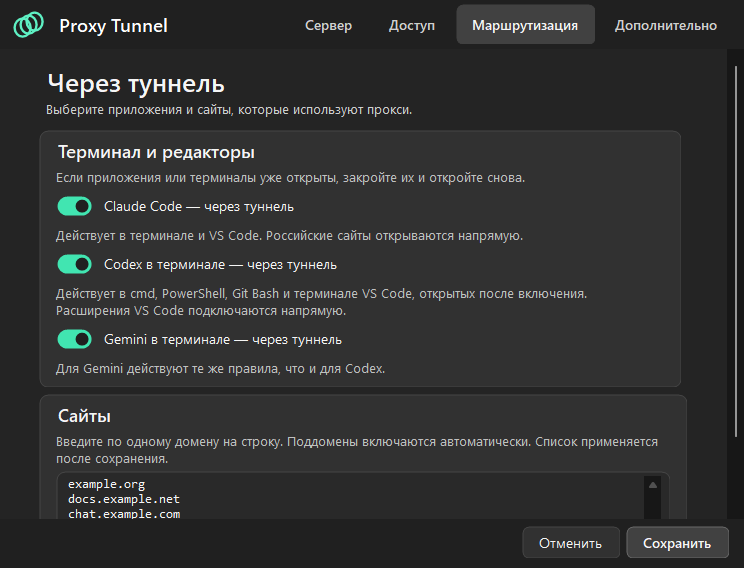 Proxy Tunnel
Сервер
Доступ
Маршрутизация
Дополнительно
Через туннель
Выберите приложения и сайты, которые используют прокси.
Терминал и редакторы
Если приложения или терминалы уже открыты, закройте их и откройте снова.
Claude Code — через туннель
Действует в терминале и VS Code. Российские сайты открываются напрямую.
Codex в терминале — через туннель
Действует в cmd, PowerShell, Git Bash и терминале VS Code, открытых после включения.
Расширения VS Code подключаются напрямую.
Gemini в терминале — через туннель
Для Gemini действуют те же правила, что и для Codex.
Сайты
Введите по одному домену на строку. Поддомены включаются автоматически. Список применяется
после сохранения.
example.org
docs.example.net
chat.example.com
Отменить
Сохранить